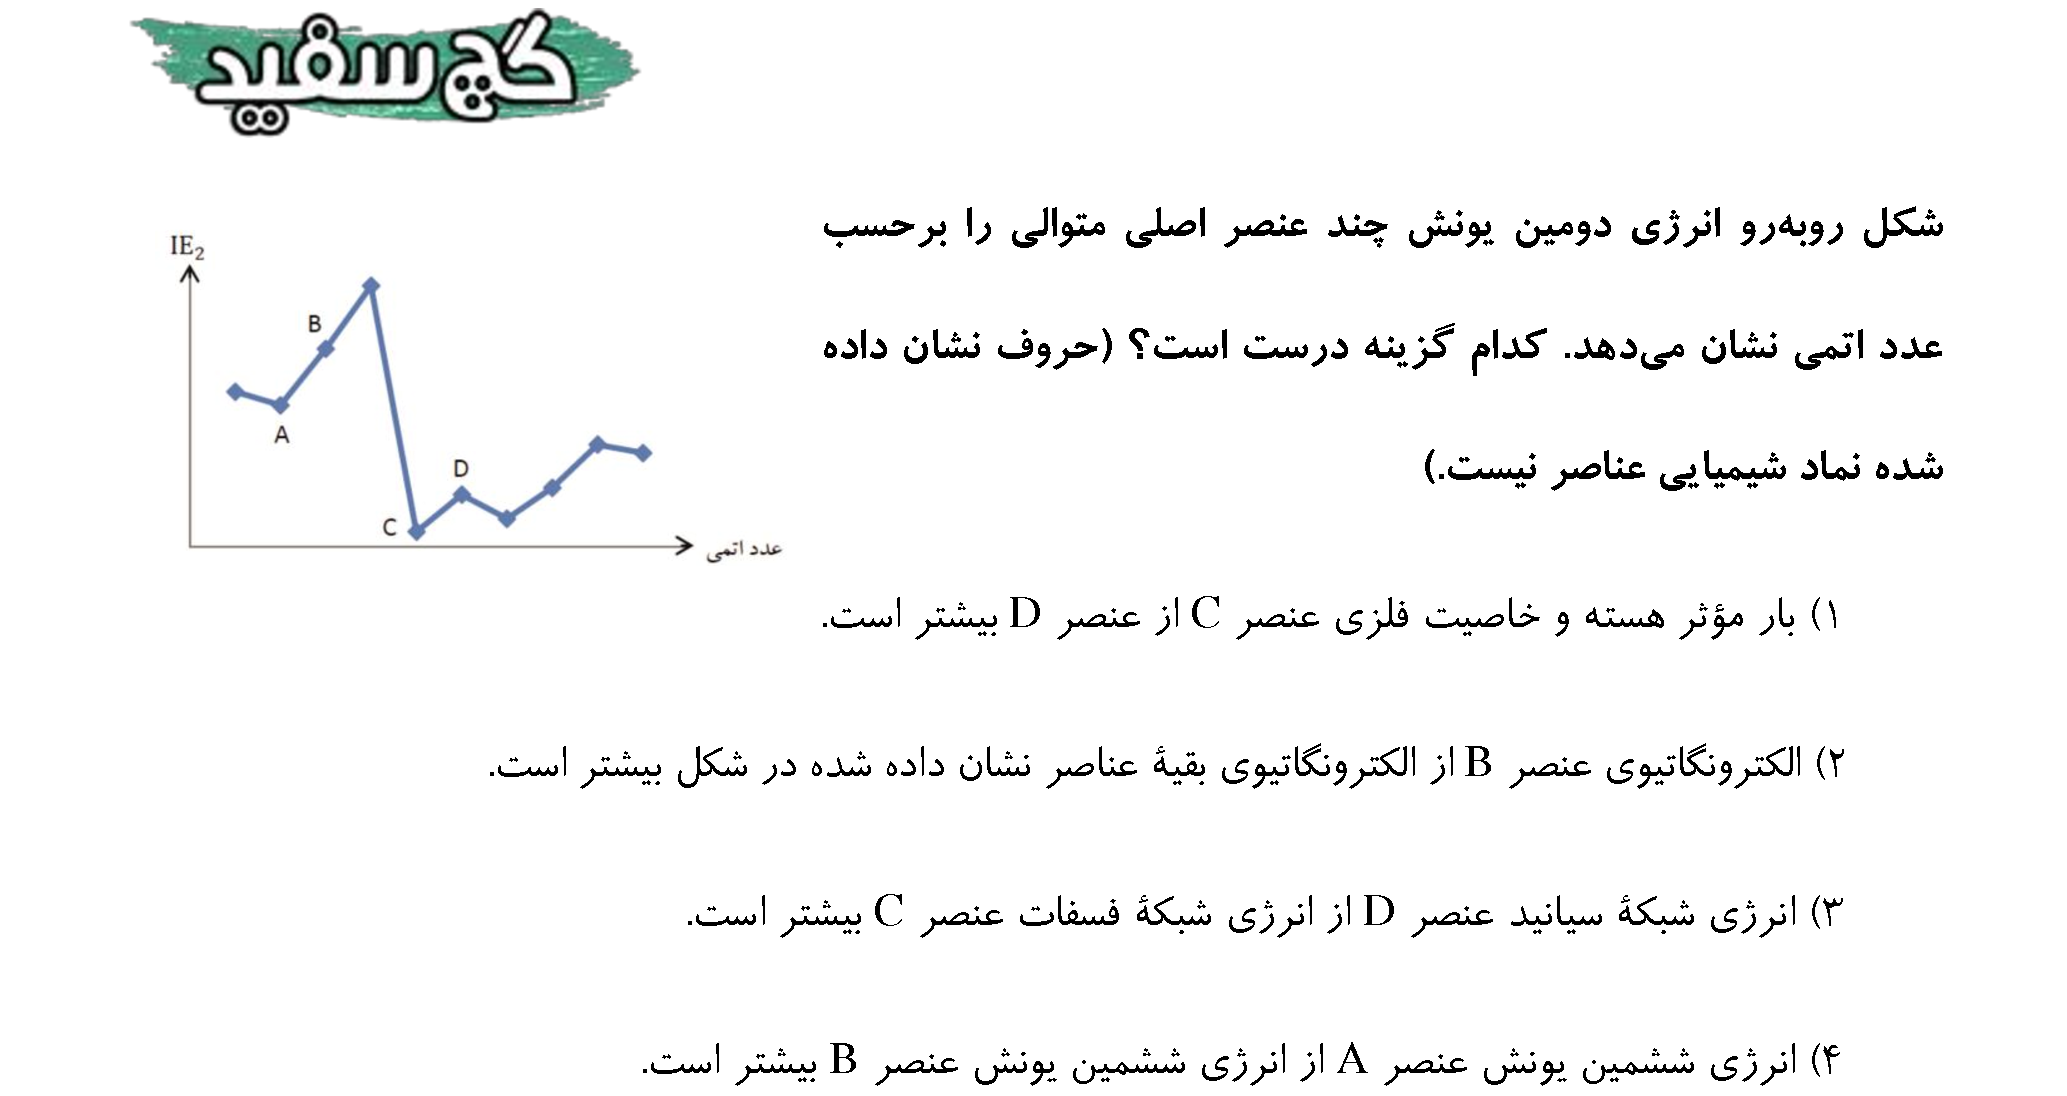 گچ سفید
شکل روبه‌رو انرژی دومین یونش چند عنصر اصلی متوالی را برحسب
عدد اتمی نشان می‌دهد. کدام گزینه درست است؟ (حروف نشان داده
شده نماد شیمیایی عناصر نیست.)
IE2
B
A
D
C
عدد اتمی
۱) بار مؤثر هسته و خاصیت فلزی عنصر C از عنصر D بیشتر است.
۲) الکترونگاتیوی عنصر B از الکترونگاتیوی بقیهٔ عناصر نشان داده شده در شکل بیشتر است.
۳) انرژی شبکهٔ سیانید عنصر D از انرژی شبکهٔ فسفات عنصر C بیشتر است.
۴) انرژی ششمین یونش عنصر A از انرژی ششمین یونش عنصر B بیشتر است.